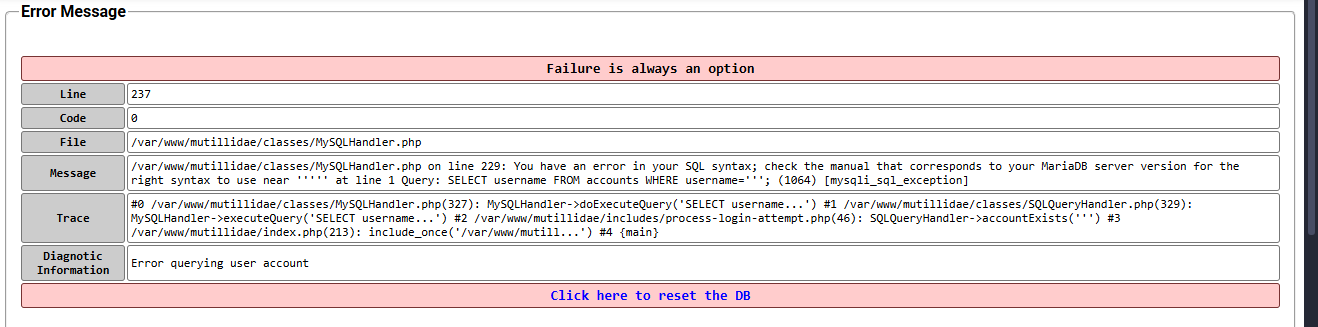 Error Message
Failure is always an option
Line 237
Code 0
File /var/www/mutillidae/classes/MySQLHandler.php
Message /var/www/mutillidae/classes/MySQLHandler.php on line 229: You have an error in your SQL syntax; check the manual that corresponds to your MariaDB server version for the
right syntax to use near ''''' at line 1 Query: SELECT username FROM accounts WHERE username='''; (1064) [mysqli_sql_exception]
Trace #0 /var/www/mutillidae/classes/MySQLHandler.php(327): MySQLHandler->doExecuteQuery('SELECT username...') #1 /var/www/mutillidae/classes/SQLQueryHandler.php(329):
MySQLHandler->executeQuery('SELECT username...') #2 /var/www/mutillidae/includes/process-login-attempt.php(46): SQLQueryHandler->accountExists(''') #3
/var/www/mutillidae/index.php(213): include_once('/var/www/mutill...') #4 {main}
Diagnotic
Information Error querying user account
Click here to reset the DB